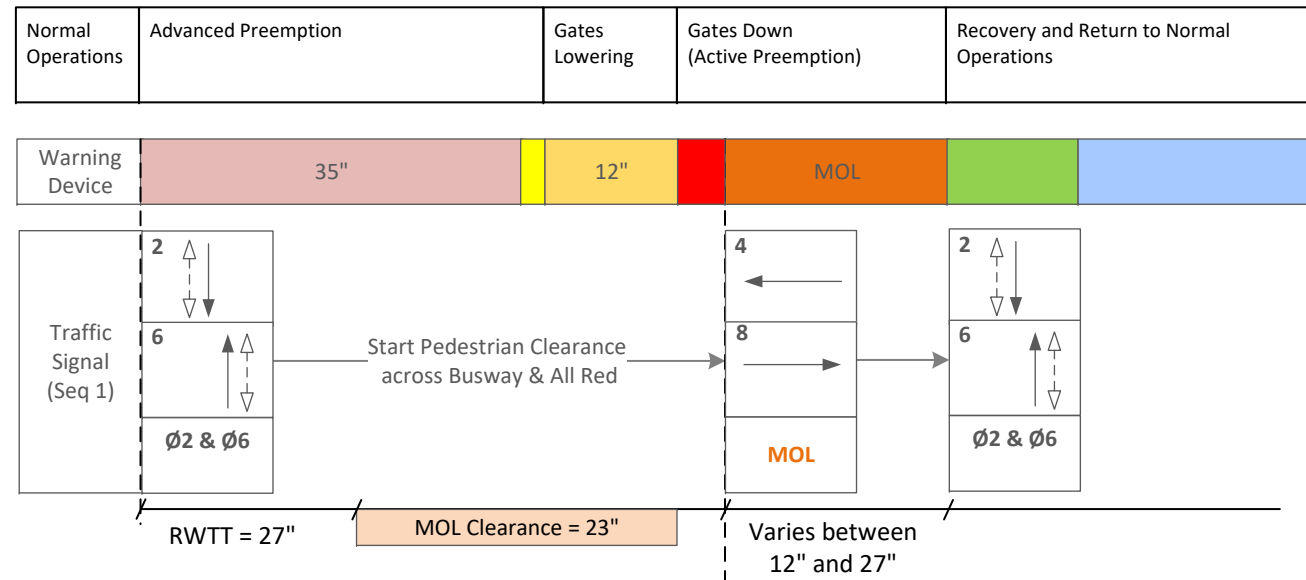 Normal
Operations
Advanced Preemption
Gates
Lowering
Gates Down
(Active Preemption)
Recovery and Return to Normal
Operations
Warning
Device
35"
12"
MOL
Traffic
Signal
(Seq 1)
2
6
Ø2 & Ø6
Start Pedestrian Clearance
across Busway & All Red
4
8
MOL
2
6
Ø2 & Ø6
RWTT = 27"
MOL Clearance = 23"
Varies between
12" and 27"